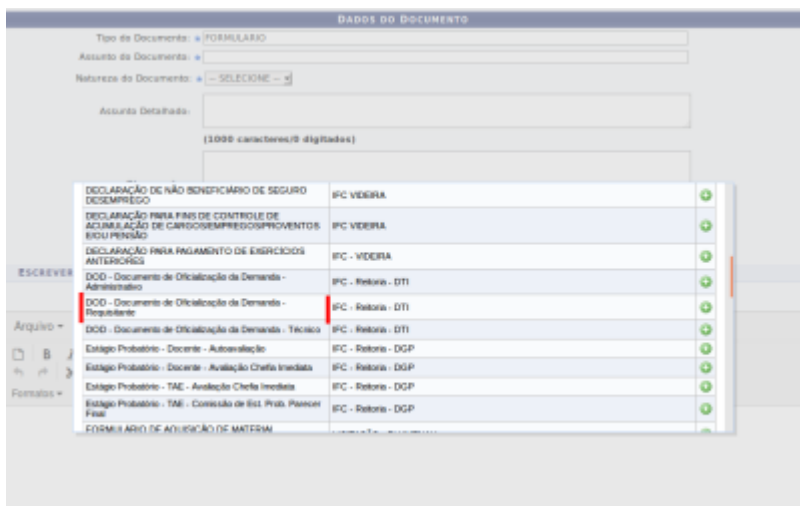 DADOS DO DOCUMENTO
Tipo do Documento: FORMULARIO
Assunto do Documento:
Natureza do Documento: -- SELECIONE --
Assunto Detalhado:
(1000 caracteres/0 digitados)
DECLARAÇÃO DE NÃO BENEFICIÁRIO DE SEGURO
DESEMPREGO
IFC VIDEIRA
DECLARAÇÃO PARA FINS DE CONTROLE DE
ACUMULAÇÃO DE CARGOS/EMPREGOS/PROVENTOS
E/OU PENSÃO
IFC VIDEIRA
DECLARAÇÃO PARA PAGAMENTO DE EXERCÍCIOS
ANTERIORES
IFC - VIDEIRA
ESCREVER
DOD - Documento de Oficialização da Demanda -
Administrativo
IFC - Reitoria - DTI
DOD - Documento de Oficialização da Demanda -
Requisitante
IFC - Reitoria - DTI
Arquivo
DOD - Documento de Oficialização da Demanda - Técnico IFC - Reitoria - DTI
Estágio Probatório - Docente - Autoavaliação IFC - Reitoria - DGP
B
Estágio Probatório - Docente - Avaliação Chefia Imediata IFC - Reitoria - DGP
Estágio Probatório - TAE - Avaliação Chefia Imediata IFC - Reitoria - DGP
Formatos
Estágio Probatório - TAE - Comissão de Est. Prob. Parecer
Final
IFC - Reitoria - DGP
FORMULARIO DE AQUISIÇÃO DE MATERIAL